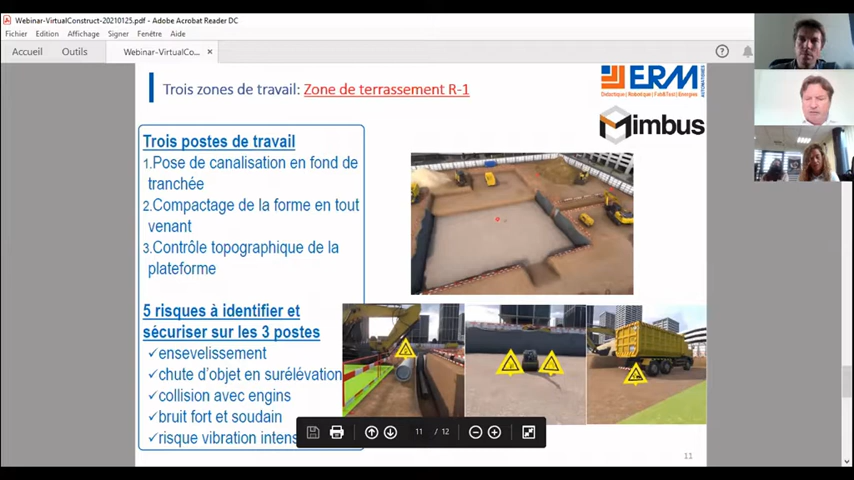 Webinar-VirtualConstruct-20210125.pdf - Adobe Acrobat Reader DC
Fichier Edition Affichage Signer Fenêtre Aide
Accueil Outils Webinar-VirtualCo... ×
Trois zones de travail: Zone de terrassement R-1
ERM
AUTOMATISMES
Mimbus
Trois postes de travail
1.Pose de canalisation en fond de
tranchée
2.Compactage de la forme en tout
venant
3.Contrôle topographique de la
plateforme
5 risques à identifier et
sécuriser sur les 3 postes
✓ensevelissement
✓chute d'objet en surélévation
✓collision avec engins
✓bruit fort et soudain
✓risque vibration intens
11 / 12
11